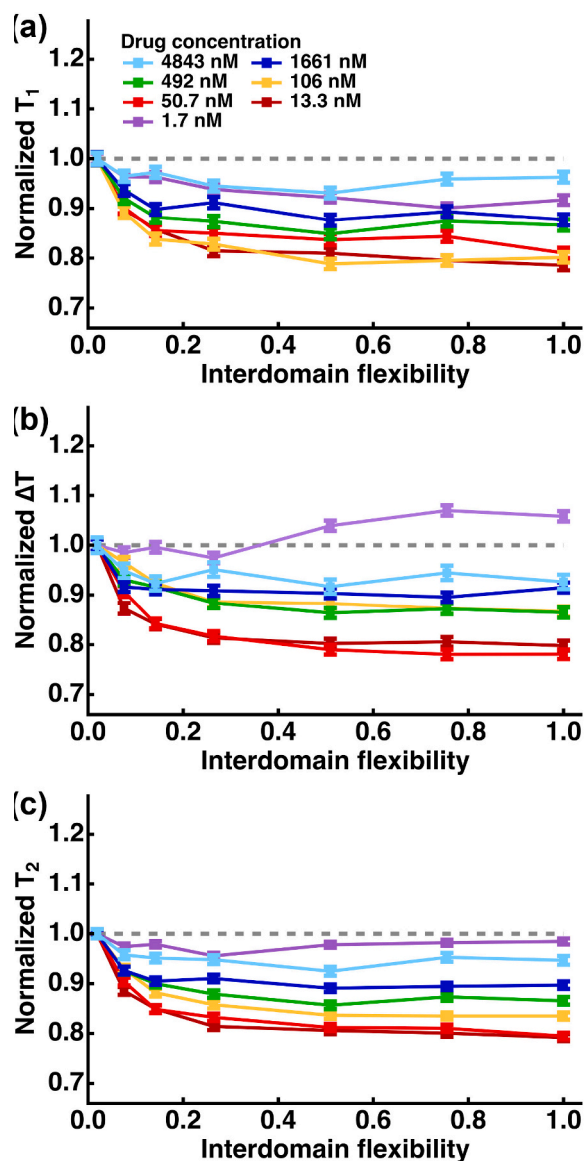 (a)
Drug concentration
4843 nM 1661 nM
492 nM 106 nM
50.7 nM 13.3 nM
1.7 nM
Normalized T1
1.2
1.1
1.0
0.9
0.8
0.7
0.0 0.2 0.4 0.6 0.8 1.0
Interdomain flexibility
(b)
Normalized ΔT
1.2
1.1
1.0
0.9
0.8
0.7
0.0 0.2 0.4 0.6 0.8 1.0
Interdomain flexibility
(c)
Normalized T2
1.2
1.1
1.0
0.9
0.8
0.7
0.0 0.2 0.4 0.6 0.8 1.0
Interdomain flexibility